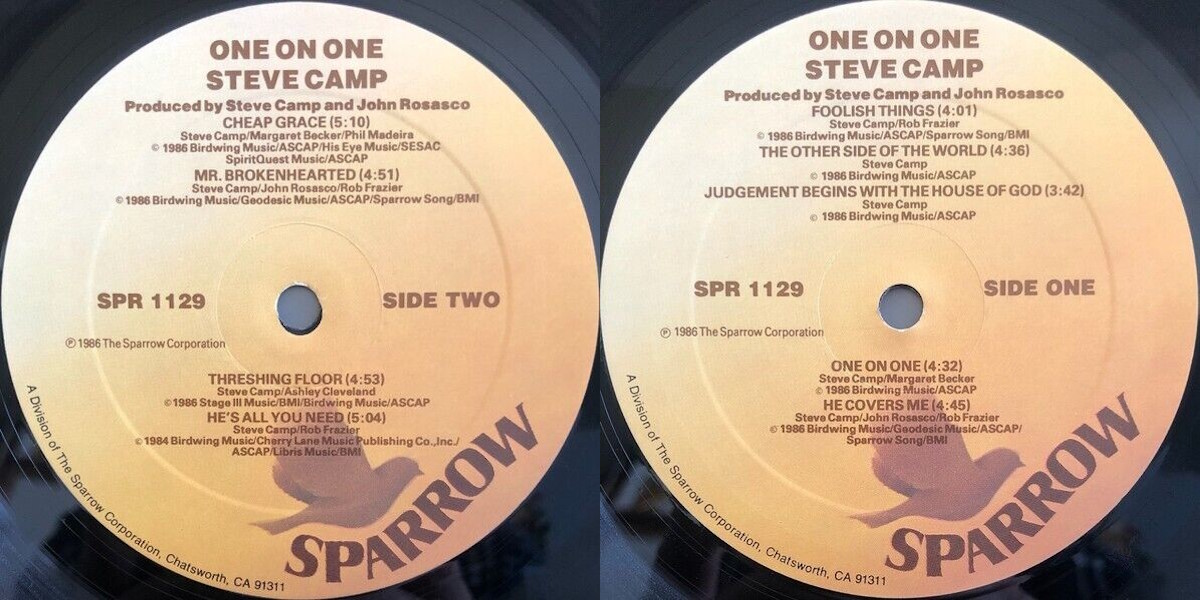 ONE ON ONE
STEVE CAMP
Produced by Steve Camp and John Rosasco
CHEAP GRACE (5:10)
Steve Camp/Margaret Becker/Phil Madeira
© 1986 Birdwing Music/ASCAP/His Eye Music/SESAC
SpiritQuest Music/ASCAP
MR. BROKENHEARTED (4:51)
Steve Camp/John Rosasco/Rob Frazier
© 1986 Birdwing Music/Geodesic Music/ASCAP/Sparrow Song/BMI
SPR 1129
SIDE TWO
℗ 1986 The Sparrow Corporation
THRESHING FLOOR (4:53)
Steve Camp/Ashley Cleveland
© 1986 Stage III Music/BMI/Birdwing Music/ASCAP
HE'S ALL YOU NEED (5:04)
Steve Camp/Rob Frazier
© 1984 Birdwing Music/Cherry Lane Music Publishing Co.,Inc./
ASCAP/Libris Music/BMI
SPARROW
A Division of The Sparrow Corporation, Chatsworth, CA 91311
ONE ON ONE
STEVE CAMP
Produced by Steve Camp and John Rosasco
FOOLISH THINGS (4:01)
Steve Camp/Rob Frazier
© 1986 Birdwing Music/ASCAP/Sparrow Song/BMI
THE OTHER SIDE OF THE WORLD (4:36)
Steve Camp
© 1986 Birdwing Music/ASCAP
JUDGEMENT BEGINS WITH THE HOUSE OF GOD (3:42)
Steve Camp
© 1986 Birdwing Music/ASCAP
SPR 1129
SIDE ONE
℗ 1986 The Sparrow Corporation
ONE ON ONE (4:32)
Steve Camp/Margaret Becker
© 1986 Birdwing Music/ASCAP
HE COVERS ME (4:45)
Steve Camp/John Rosasco/Rob Frazier
© 1986 Birdwing Music/Geodesic Music/ASCAP/
Sparrow Song/BMI
SPARROW
A Division of The Sparrow Corporation, Chatsworth, CA 91311